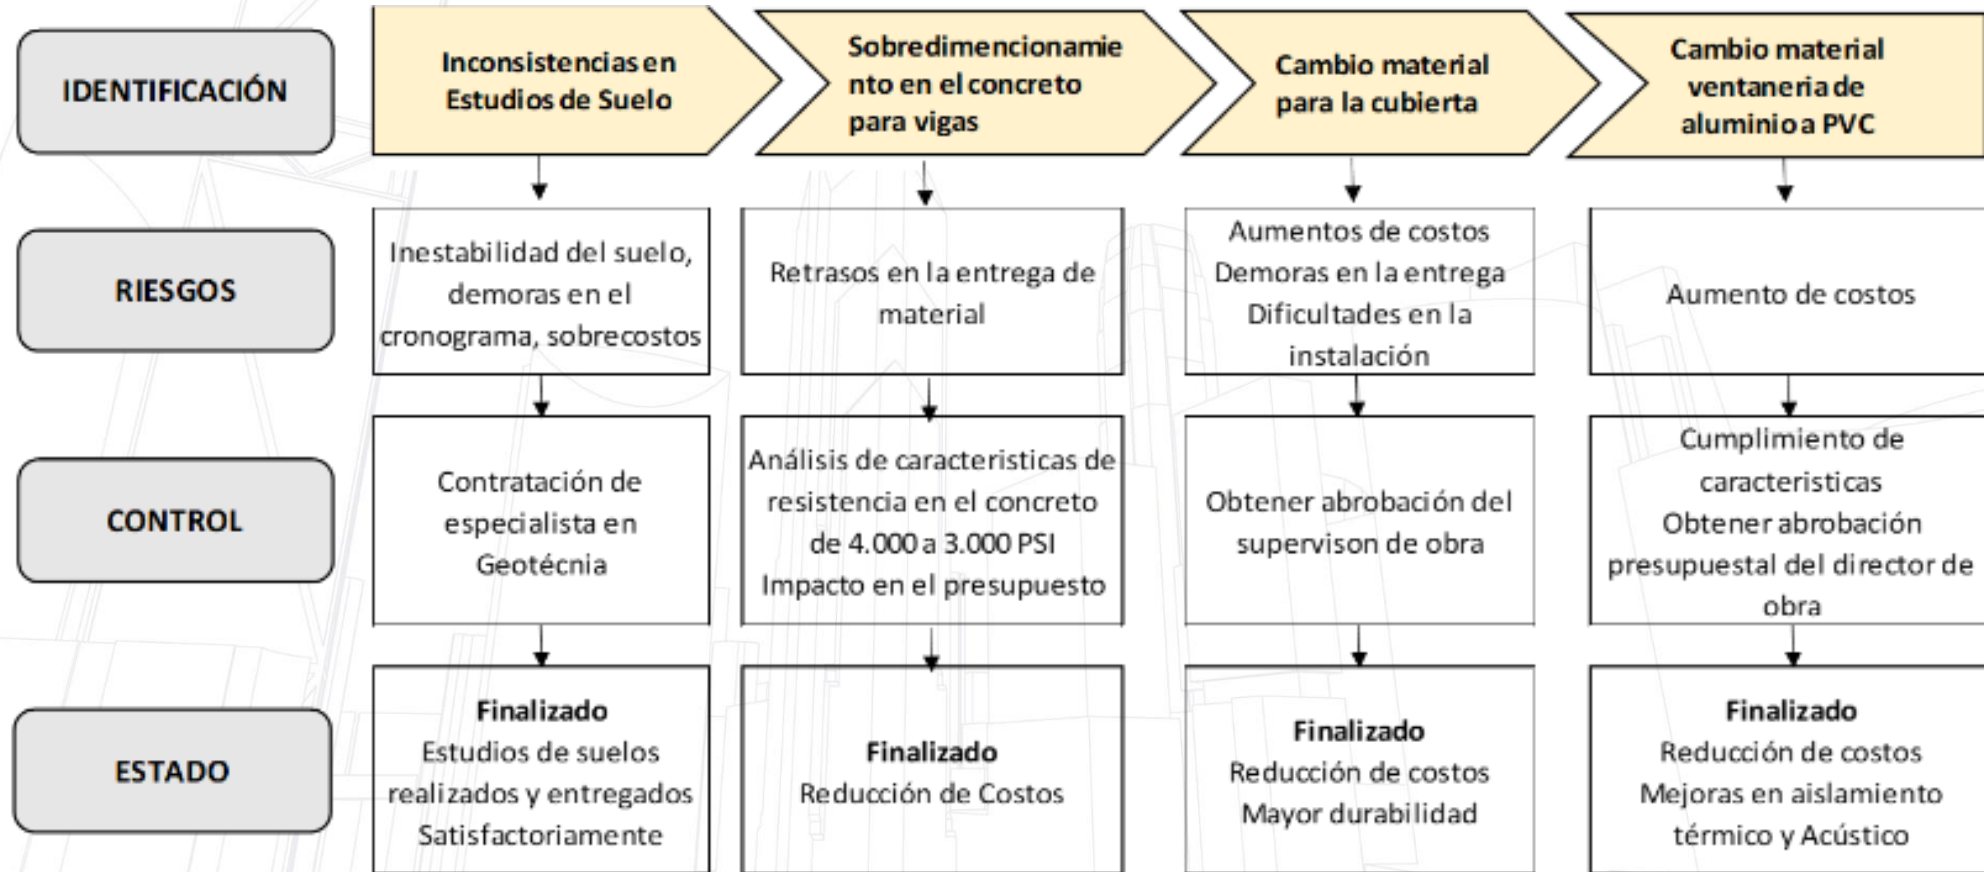 IDENTIFICACIÓN
Inconsistencias en
Estudios de Suelo
Sobredimencionamie
nto en el concreto
para vigas
Cambio material
para la cubierta
Cambio material
ventaneria de
aluminio a PVC
RIESGOS
Inestabilidad del suelo,
demoras en el
cronograma, sobrecostos
Retrasos en la entrega de
material
Aumentos de costos
Demoras en la entrega
Dificultades en la
instalación
Aumento de costos
CONTROL
Contratación de
especialista en
Geotécnia
Análisis de caracteristicas de
resistencia en el concreto
de 4.000 a 3.000 PSI
Impacto en el presupuesto
Obtener abrobación del
supervison de obra
Cumplimiento de
caracteristicas
Obtener abrobación
presupuestal del director de
obra
ESTADO
Finalizado
Estudios de suelos
realizados y entregados
Satisfactoriamente
Finalizado
Reducción de Costos
Finalizado
Reducción de costos
Mayor durabilidad
Finalizado
Reducción de costos
Mejoras en aislamiento
térmico y Acústico